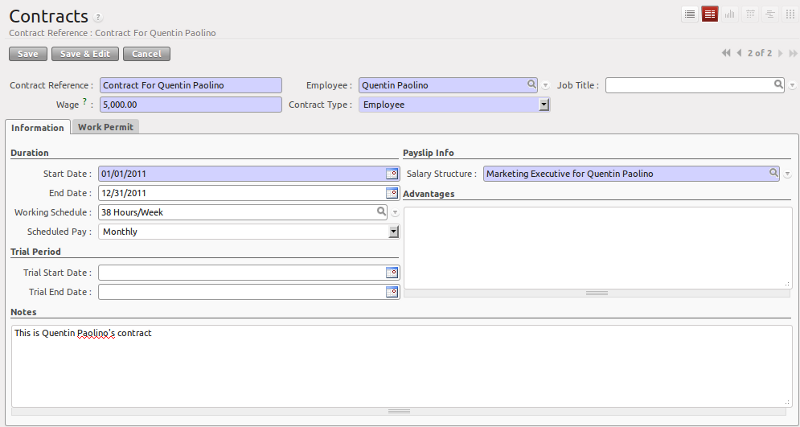 Contracts ?
Contract Reference : Contract For Quentin Paolino
Save Save & Edit Cancel 2 of 2
Contract Reference : Contract For Quentin Paolino Employee : Quentin Paolino Job Title :
Wage ? : 5,000.00 Contract Type : Employee
Information Work Permit
Duration Payslip Info
Start Date : 01/01/2011 Salary Structure : Marketing Executive for Quentin Paolino
End Date : 12/31/2011 Advantages
Working Schedule : 38 Hours/Week
Scheduled Pay : Monthly
Trial Period
Trial Start Date :
Trial End Date :
Notes
This is Quentin Paolino's contract